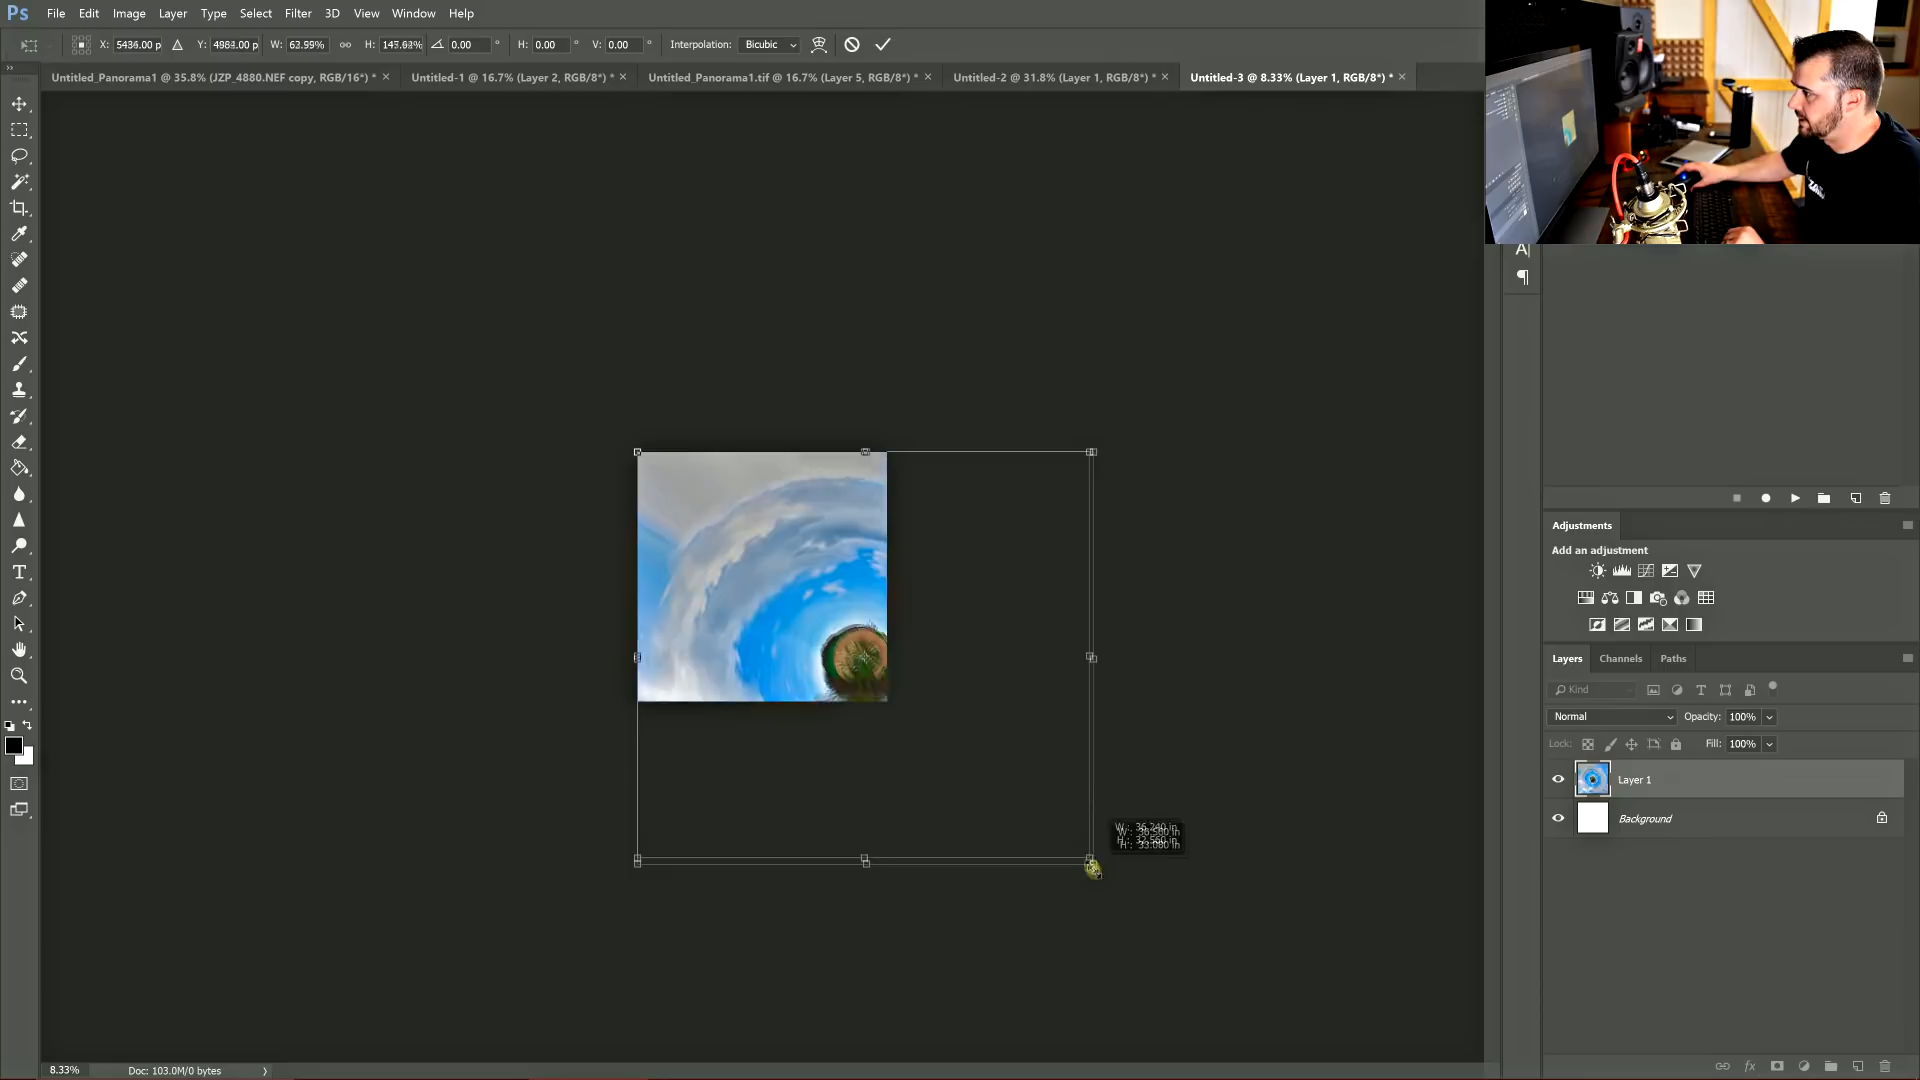 Ps File Edit Image Layer Type Select Filter 3D View Window Help
X: 5436.00 p Y: 4984.00 p W: 62.99% H: 0.00 ° H: 0.00 ° V: 0.00 ° Interpolation: Bicubic
Untitled_Panorama1 @ 35.8% (JZP_4880.NEF copy, RGB/16*) * × Untitled-1 @ 16.7% (Layer 2, RGB/8*) * × Untitled_Panorama1.tif @ 16.7% (Layer 5, RGB/8*) * × Untitled-2 @ 31.8% (Layer 1, RGB/8*) * × Untitled-3 @ 8.33% (Layer 1, RGB/8*) * ×
A
¶
Adjustments
Add an adjustment
Layers Channels Paths
Kind
Normal Opacity: 100%
Lock: Fill: 100%
Layer 1
Background
fx
8.33% Doc: 103.0M/0 bytes